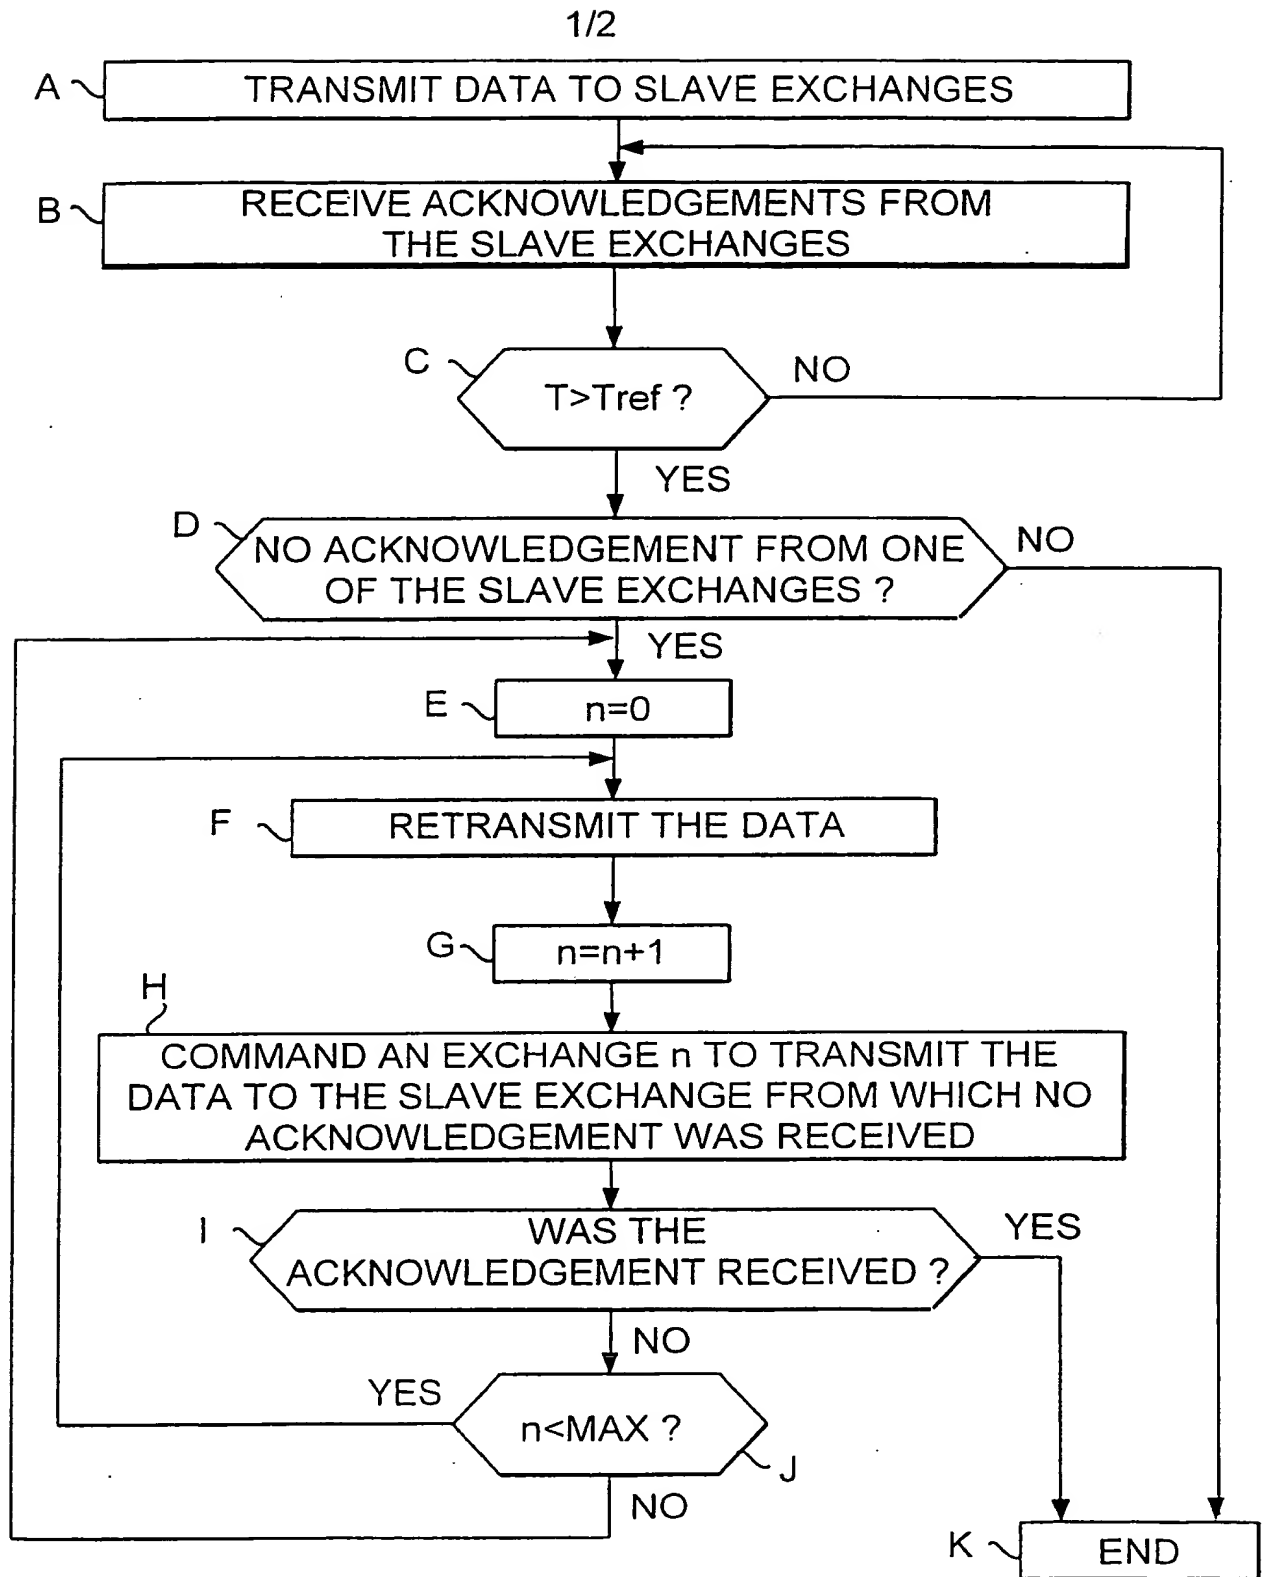 1/2
A
TRANSMIT DATA TO SLAVE EXCHANGES
B
RECEIVE ACKNOWLEDGEMENTS FROM
THE SLAVE EXCHANGES
C
T>Tref ?
NO
YES
D
NO ACKNOWLEDGEMENT FROM ONE
OF THE SLAVE EXCHANGES ?
NO
YES
E
n=0
F
RETRANSMIT THE DATA
G
n=n+1
H
COMMAND AN EXCHANGE n TO TRANSMIT THE
DATA TO THE SLAVE EXCHANGE FROM WHICH NO
ACKNOWLEDGEMENT WAS RECEIVED
I
WAS THE
ACKNOWLEDGEMENT RECEIVED ?
YES
NO
YES
n<MAX ?
J
NO
K
END